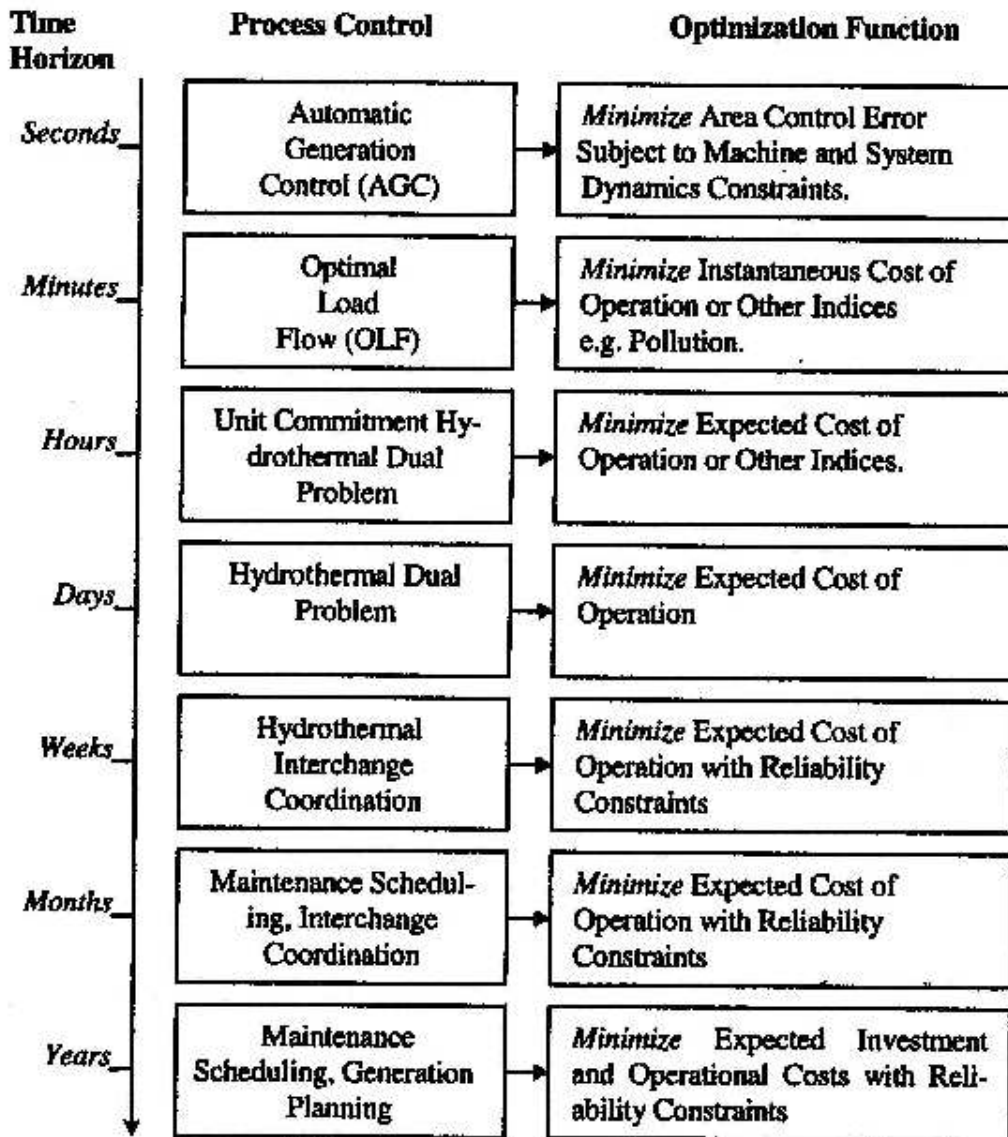 Time
Horizon
Process Control
Optimization Function
Seconds
Automatic
Generation
Control (AGC)
Minimize Area Control Error
Subject to Machine and System
Dynamics Constraints.
Minutes
Optimal
Load
Flow (OLF)
Minimize Instantaneous Cost of
Operation or Other Indices
e.g. Pollution.
Hours
Unit Commitment Hy-
drothermal Dual
Problem
Minimize Expected Cost of
Operation or Other Indices.
Days
Hydrothermal Dual
Problem
Minimize Expected Cost of
Operation
Weeks
Hydrothermal
Interchange
Coordination
Minimize Expected Cost of
Operation with Reliability
Constraints
Months
Maintenance Schedul-
ing, Interchange
Coordination
Minimize Expected Cost of
Operation with Reliability
Constraints
Years
Maintenance
Scheduling, Generation
Planning
Minimize Expected Investment
and Operational Costs with Reli-
ability Constraints